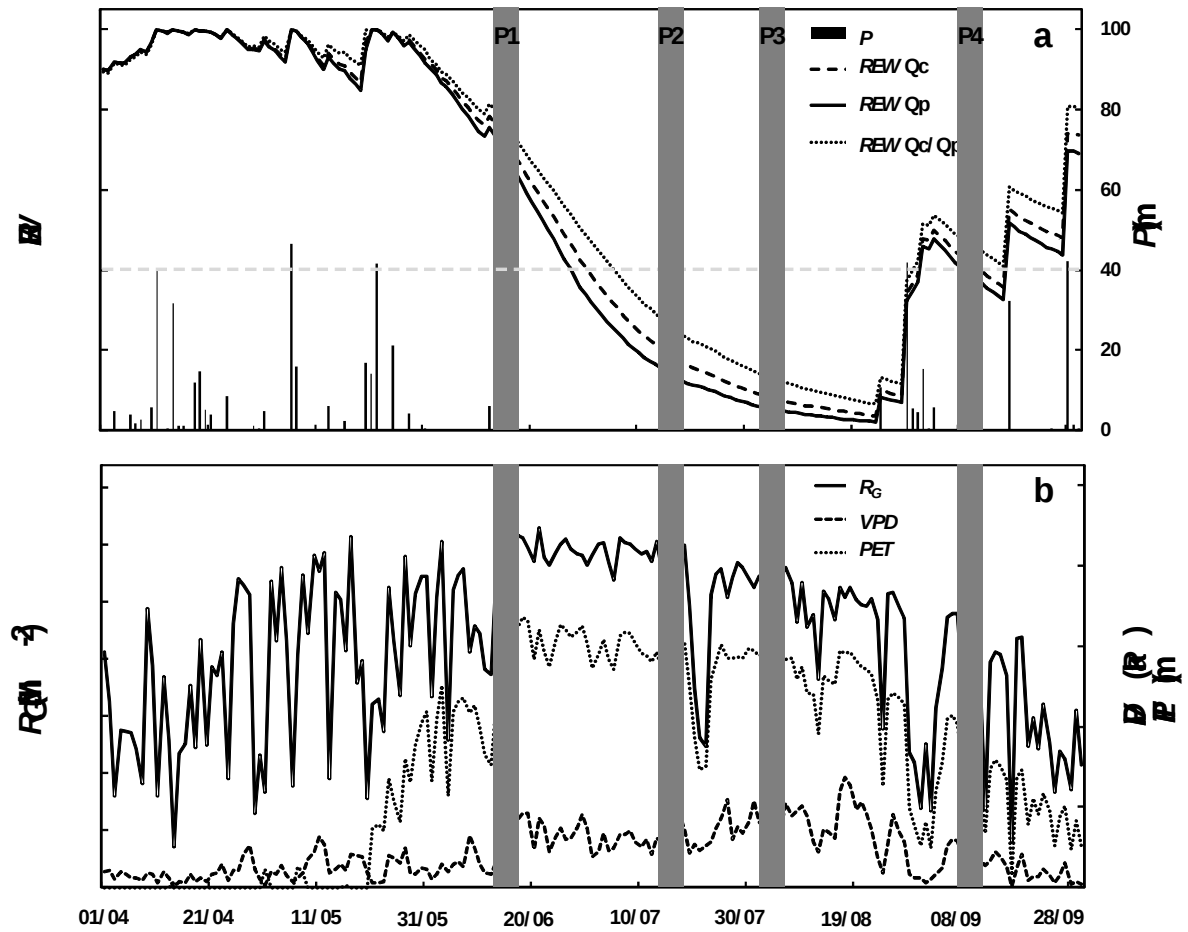 P1 P2 P3 P4
a
P
REW Qc
REW Qp
REW Qc/ Qp
100
80
60
40
20
0
b
R_G
VPD
PET
01/ 04 21/ 04 11/ 05 31/ 05 20/ 06 10/ 07 30/ 07 19/ 08 08/ 09 28/ 09